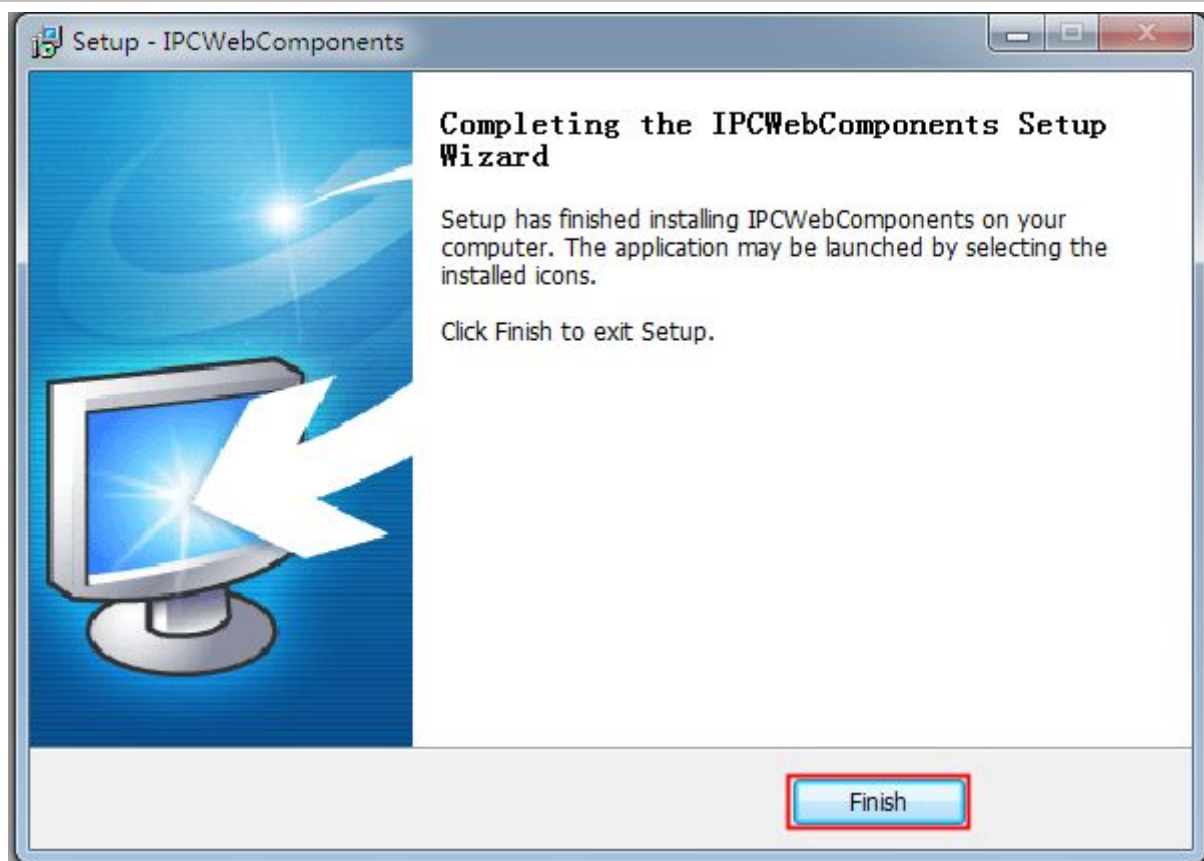 Setup - IPCWebComponents
Completing the IPCWebComponents Setup
Wizard
Setup has finished installing IPCWebComponents on your
computer. The application may be launched by selecting the
installed icons.
Click Finish to exit Setup.
Finish